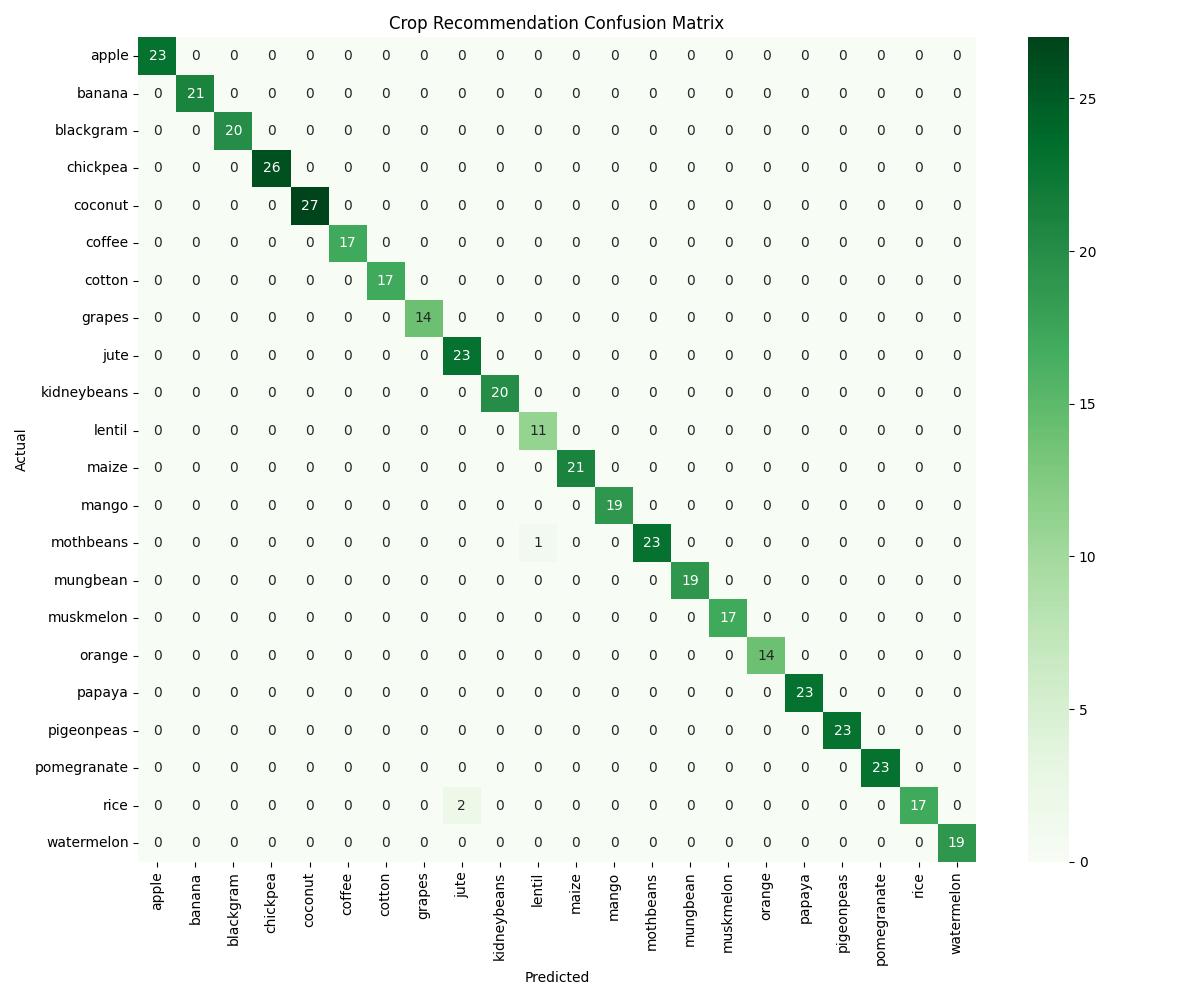 Crop Recommendation Confusion Matrix
apple 23 0 0 0 0 0 0 0 0 0 0 0 0 0 0 0 0 0 0 0 0 0
banana 0 21 0 0 0 0 0 0 0 0 0 0 0 0 0 0 0 0 0 0 0 0
blackgram 0 0 20 0 0 0 0 0 0 0 0 0 0 0 0 0 0 0 0 0 0 0
chickpea 0 0 0 26 0 0 0 0 0 0 0 0 0 0 0 0 0 0 0 0 0 0
coconut 0 0 0 0 27 0 0 0 0 0 0 0 0 0 0 0 0 0 0 0 0 0
coffee 0 0 0 0 0 17 0 0 0 0 0 0 0 0 0 0 0 0 0 0 0 0
cotton 0 0 0 0 0 0 17 0 0 0 0 0 0 0 0 0 0 0 0 0 0 0
grapes 0 0 0 0 0 0 0 14 0 0 0 0 0 0 0 0 0 0 0 0 0 0
jute 0 0 0 0 0 0 0 0 23 0 0 0 0 0 0 0 0 0 0 0 0 0
kidneybeans 0 0 0 0 0 0 0 0 0 20 0 0 0 0 0 0 0 0 0 0 0 0
lentil 0 0 0 0 0 0 0 0 0 0 11 0 0 0 0 0 0 0 0 0 0 0
maize 0 0 0 0 0 0 0 0 0 0 0 21 0 0 0 0 0 0 0 0 0 0
mango 0 0 0 0 0 0 0 0 0 0 0 0 19 0 0 0 0 0 0 0 0 0
mothbeans 0 0 0 0 0 0 0 0 0 0 1 0 0 23 0 0 0 0 0 0 0 0
mungbean 0 0 0 0 0 0 0 0 0 0 0 0 0 0 19 0 0 0 0 0 0 0
muskmelon 0 0 0 0 0 0 0 0 0 0 0 0 0 0 0 17 0 0 0 0 0 0
orange 0 0 0 0 0 0 0 0 0 0 0 0 0 0 0 0 14 0 0 0 0 0
papaya 0 0 0 0 0 0 0 0 0 0 0 0 0 0 0 0 0 23 0 0 0 0
pigeonpeas 0 0 0 0 0 0 0 0 0 0 0 0 0 0 0 0 0 0 23 0 0 0
pomegranate 0 0 0 0 0 0 0 0 0 0 0 0 0 0 0 0 0 0 0 23 0 0
rice 0 0 0 0 0 0 0 0 2 0 0 0 0 0 0 0 0 0 0 0 17 0
watermelon 0 0 0 0 0 0 0 0 0 0 0 0 0 0 0 0 0 0 0 0 0 19
Actual
apple banana blackgram chickpea coconut coffee cotton grapes jute kidneybeans lentil maize mango mothbeans mungbean muskmelon orange papaya pigeonpeas pomegranate rice watermelon
Predicted
25
20
15
10
5
0